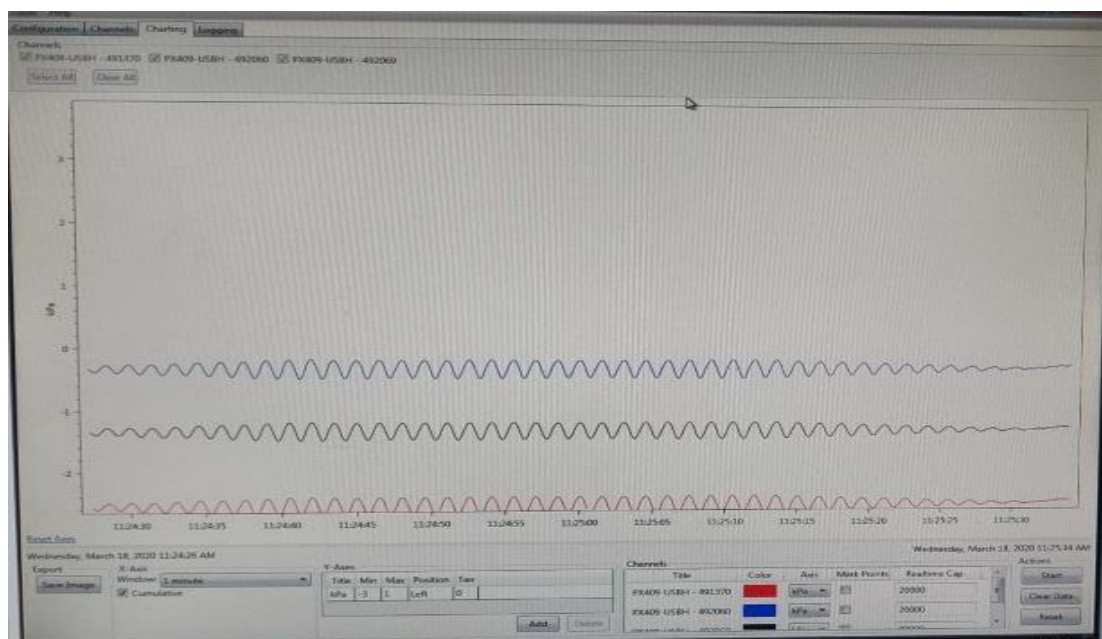 Configuration Channels Charting Logging
Channels
PX409-USBH - 491370 PX409-USBH - 492060 PX409-USBH - 492069
Select All Clear All
3
2
1
kPa
0
-1
-2
11:24:30 11:24:35 11:24:40 11:24:45 11:24:50 11:24:55 11:25:00 11:25:05 11:25:10 11:25:15 11:25:20 11:25:25 11:25:30
Reset Axes
Wednesday, March 18, 2020 11:24:26 AM
Wednesday, March 18, 2020 11:25:34 AM
Export
Save Image
X-Axis
Window: 1 minute
Cumulative
Y-Axes
Title Min Max Position Tier
kPa -3 1 Left 0
Add Delete
Channels
Title Color Axis Mark Points Realtime Cap
PX409-USBH - 491370 kPa 20000
PX409-USBH - 492060 kPa 20000
Actions
Start
Clear Data
Reset